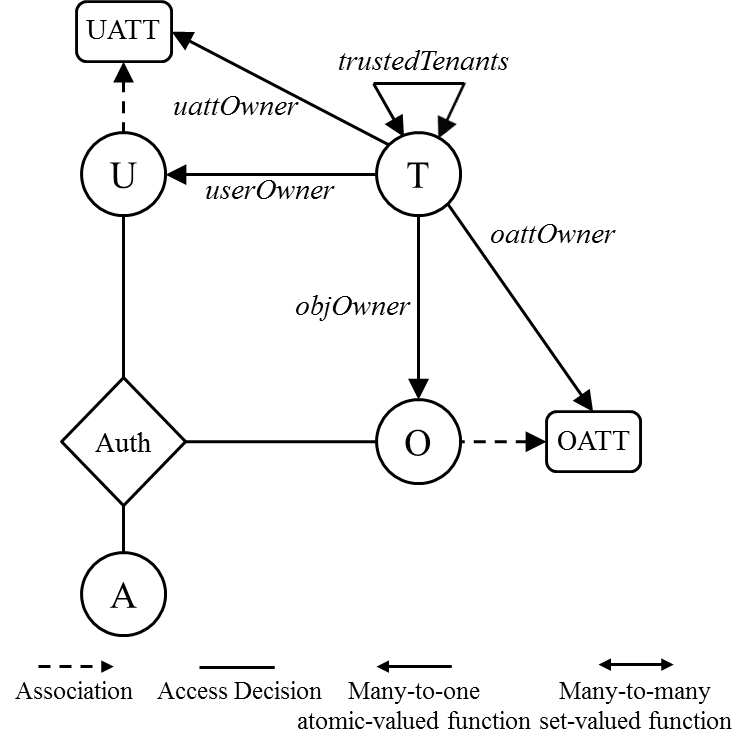 UATT
trustedTenants
uattOwner
U
T
userOwner
oattOwner
objOwner
Auth
O
OATT
A
Association
Access Decision
Many-to-one
atomic-valued function
Many-to-many
set-valued function